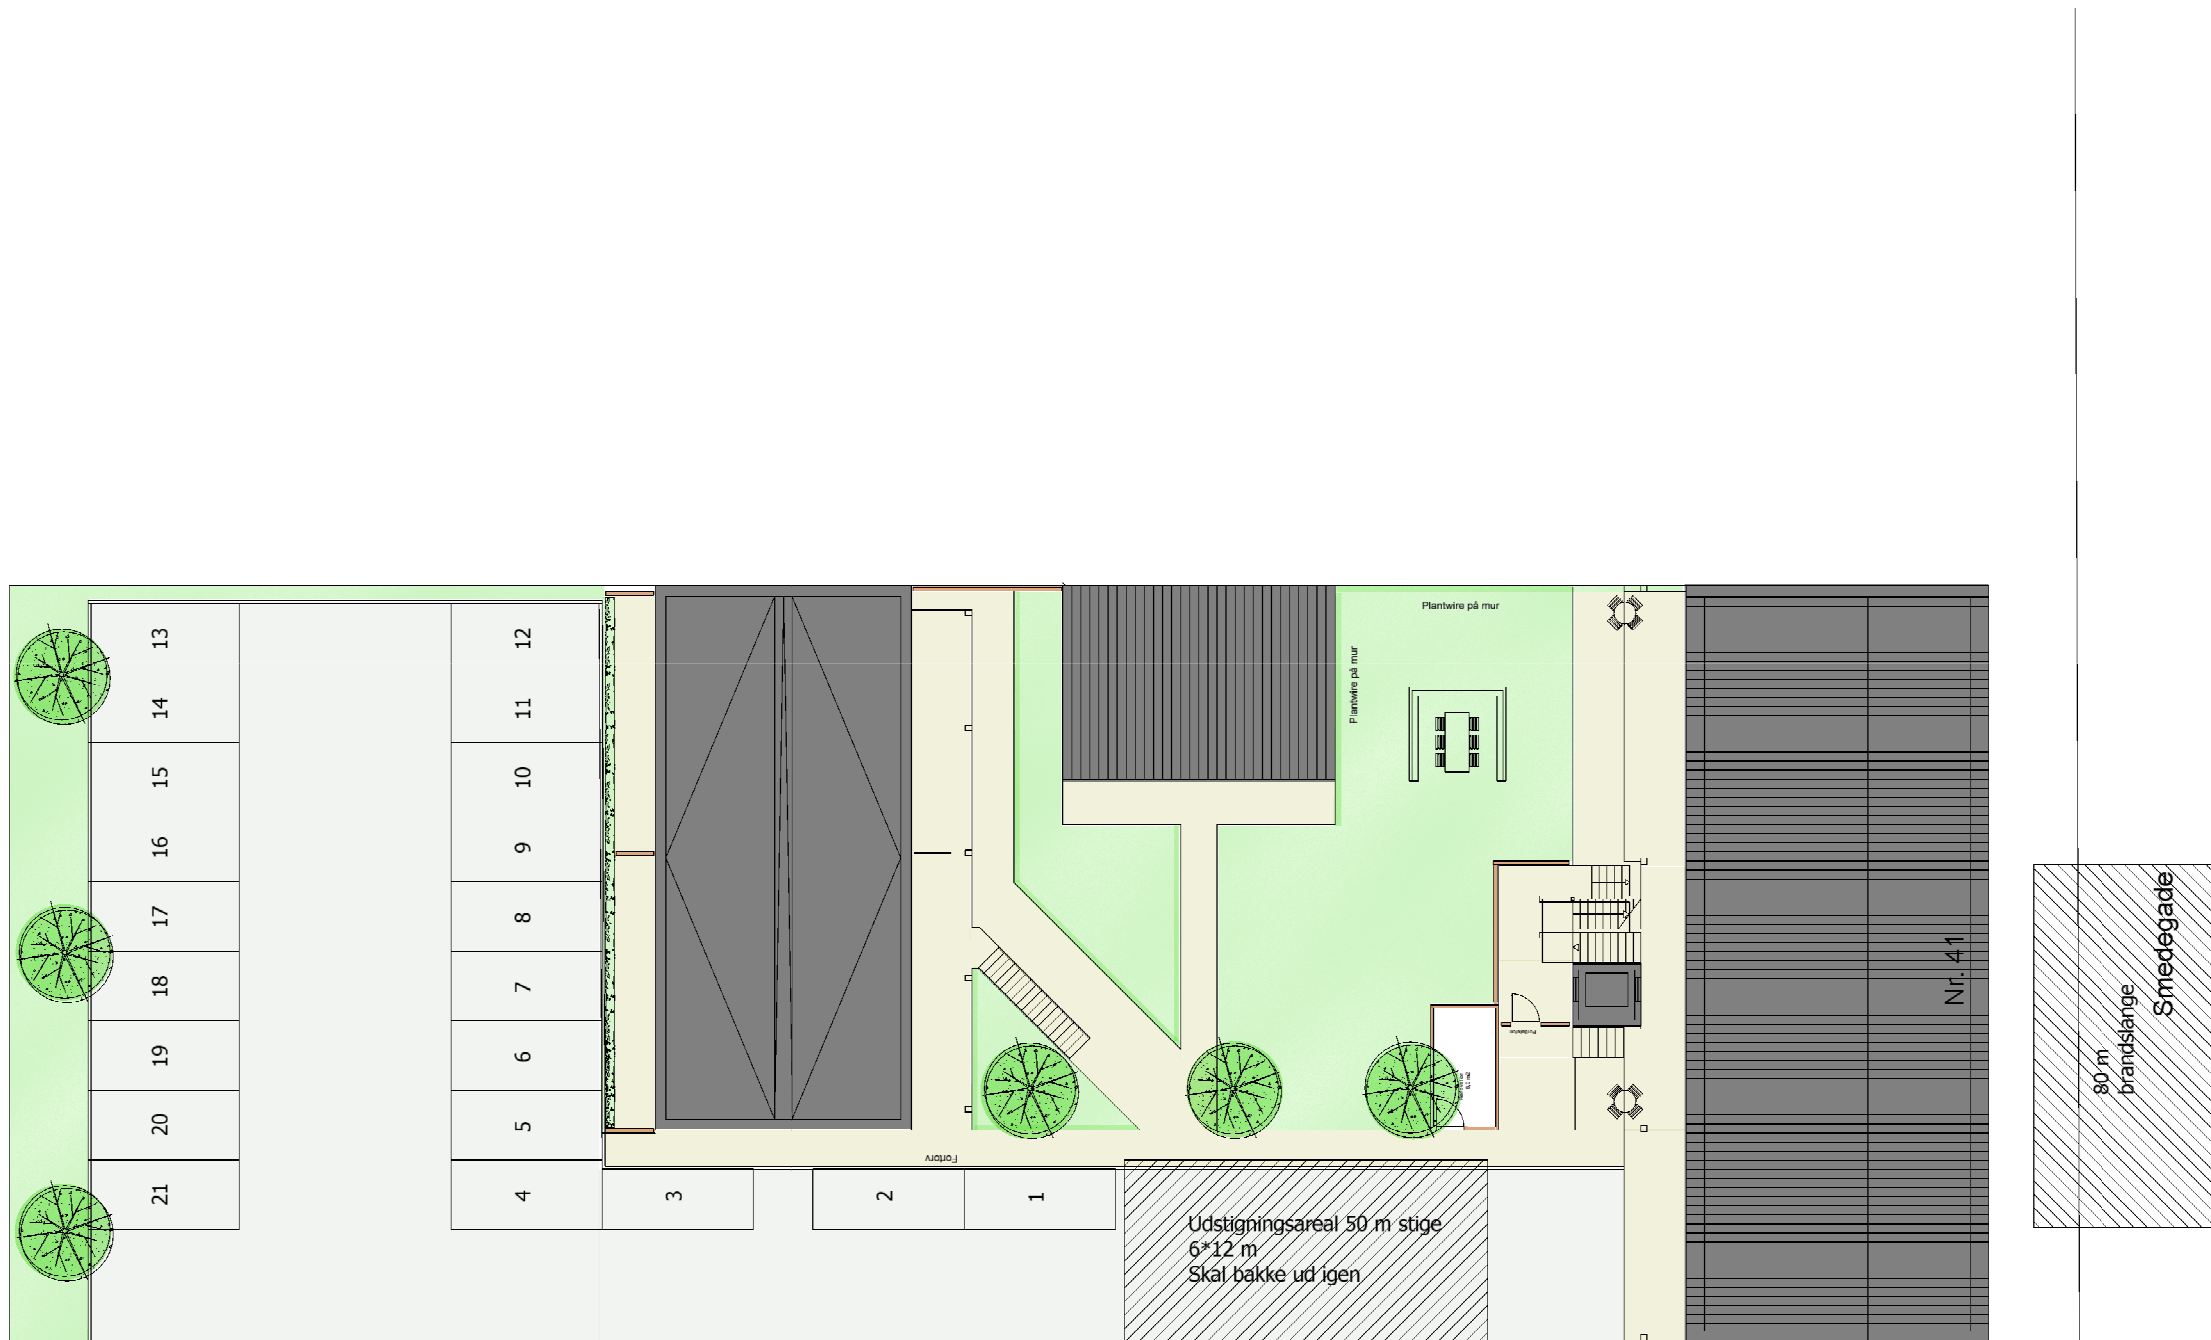 Plantwire på mur
Plantwire på mur
13
12
14
11
15
10
16
9
17
8
18
7
19
6
20
5
21
4
3
2
1
Fortorv
Udstigningsareal 50 m stige
6*12 m
Skal bakke ud igen
Nr. 41
80 m
brandslange
Smedegade